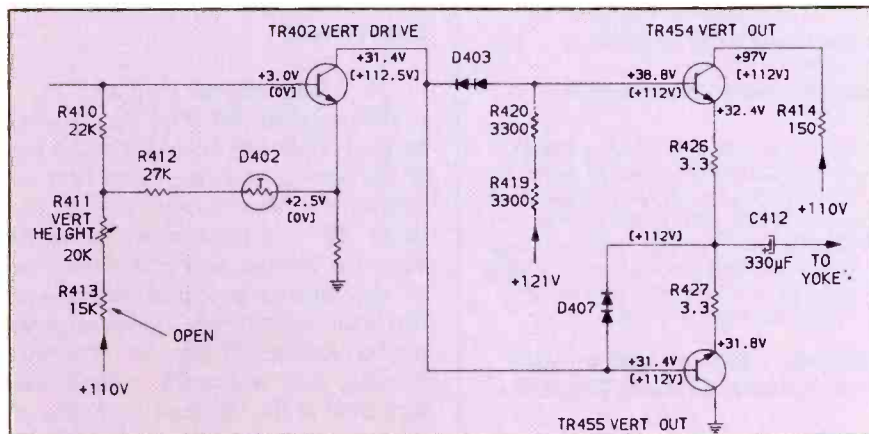 TR402 VERT DRIVE
TR454 VERT OUT
+31.4V
[+112.5V]
D403
+97V
[+112V]
+3.0V
[0V]
+38.8V
[+112V]
+32.4V
R410
22K
R420
3300
R414
150
R412
27K
D402
R426
3.3
R411
VERT
HEIGHT
20K
T
+2.5V
[0V]
R419
3300
+110V
C412
[+112V]
330µF
TO
YOKE
R413
15K
+121V
D407
R427
3.3
OPEN
+31.8V
+31.4V
[+112V]
+110V
TR455 VERT OUT